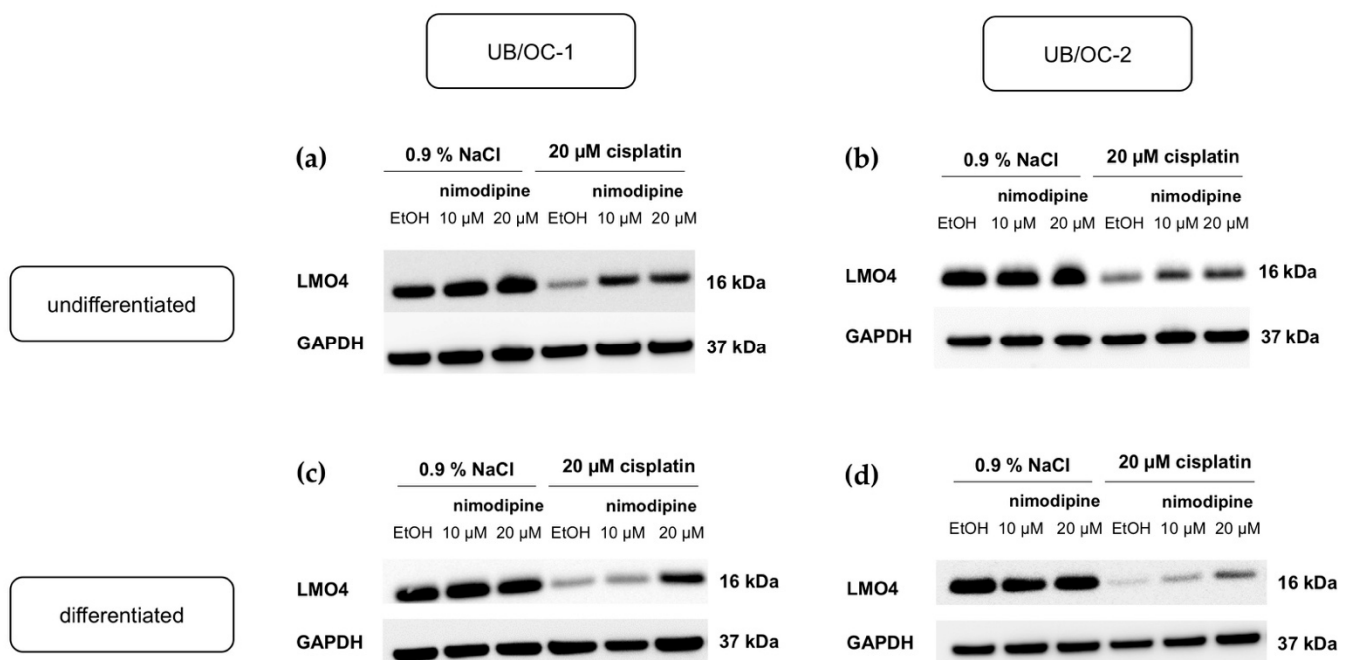 UB/OC-1
UB/OC-2
(a)
0.9 % NaCl
20 µM cisplatin
nimodipine
nimodipine
EtOH 10 µM 20 µM EtOH 10 µM 20 µM
LMO4
16 kDa
GAPDH
37 kDa
(b)
0.9 % NaCl
20 µM cisplatin
nimodipine
nimodipine
EtOH 10 µM 20 µM EtOH 10 µM 20 µM
LMO4
16 kDa
GAPDH
37 kDa
undifferentiated
(c)
0.9 % NaCl
20 µM cisplatin
nimodipine
nimodipine
EtOH 10 µM 20 µM EtOH 10 µM 20 µM
LMO4
16 kDa
GAPDH
37 kDa
(d)
0.9 % NaCl
20 µM cisplatin
nimodipine
nimodipine
EtOH 10 µM 20 µM EtOH 10 µM 20 µM
LMO4
16 kDa
GAPDH
37 kDa
differentiated